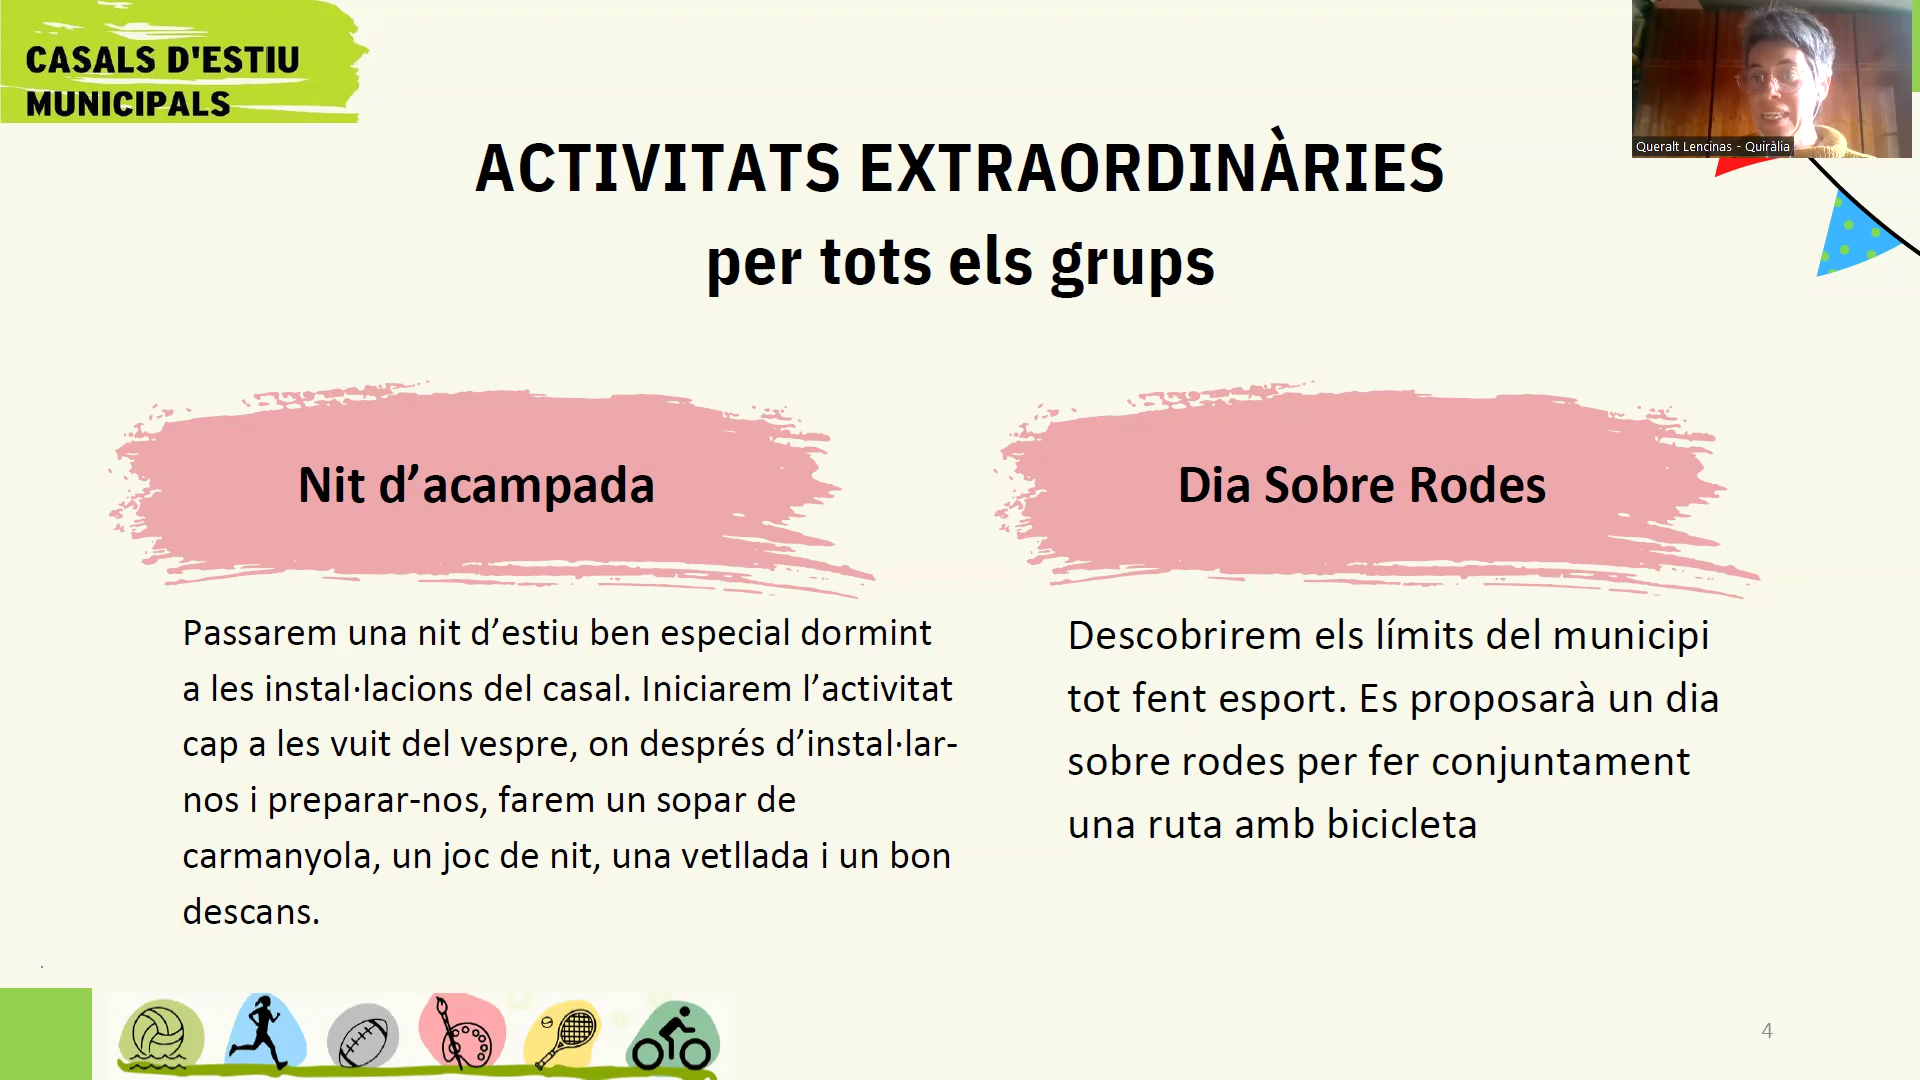 CASALS D'ESTIU
MUNICIPALS
Queralt Lencinas - Quiràlia
ACTIVITATS EXTRAORDINÀRIES
per tots els grups
Nit d’acampada
Passarem una nit d’estiu ben especial dormint
a les instal·lacions del casal. Iniciarem l’activitat
cap a les vuit del vespre, on després d’instal·lar-
nos i preparar-nos, farem un sopar de
carmanyola, un joc de nit, una vetllada i un bon
descans.
Dia Sobre Rodes
Descobrirem els límits del municipi
tot fent esport. Es proposarà un dia
sobre rodes per fer conjuntament
una ruta amb bicicleta
.
4